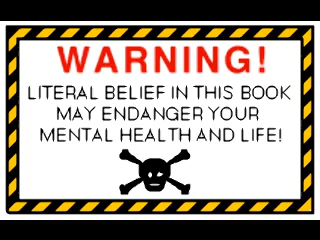 WARNING!
LITERAL BELIEF IN THIS BOOK
MAY ENDANGER YOUR
MENTAL HEALTH AND LIFE!